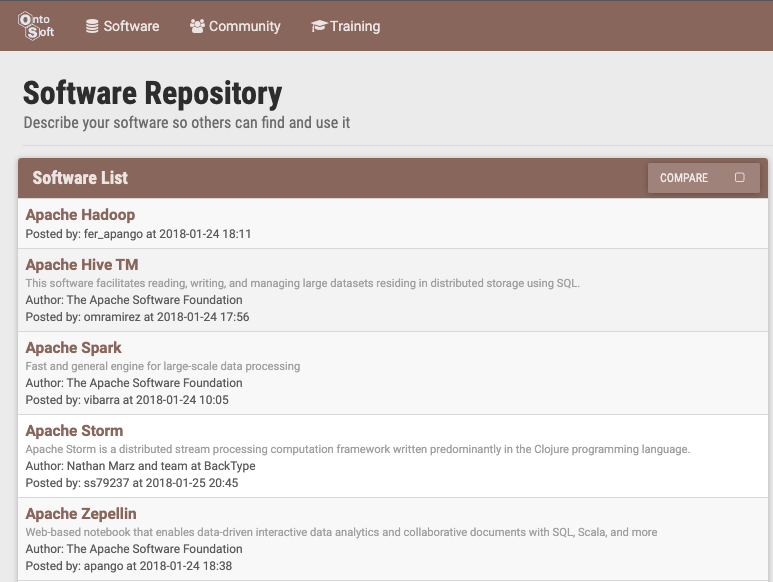 Onto
Soft
Software
Community
Training
Software Repository
Describe your software so others can find and use it
Software List
COMPARE
Apache Hadoop
Posted by: fer_apango at 2018-01-24 18:11
Apache Hive TM
This software facilitates reading, writing, and managing large datasets residing in distributed storage using SQL.
Author: The Apache Software Foundation
Posted by: omramirez at 2018-01-24 17:56
Apache Spark
Fast and general engine for large-scale data processing
Author: The Apache Software Foundation
Posted by: vibarra at 2018-01-24 10:05
Apache Storm
Apache Storm is a distributed stream processing computation framework written predominantly in the Clojure programming language.
Author: Nathan Marz and team at BackType
Posted by: ss79237 at 2018-01-25 20:45
Apache Zepellin
Web-based notebook that enables data-driven interactive data analytics and collaborative documents with SQL, Scala, and more
Author: The Apache Software Foundation
Posted by: apango at 2018-01-24 18:38